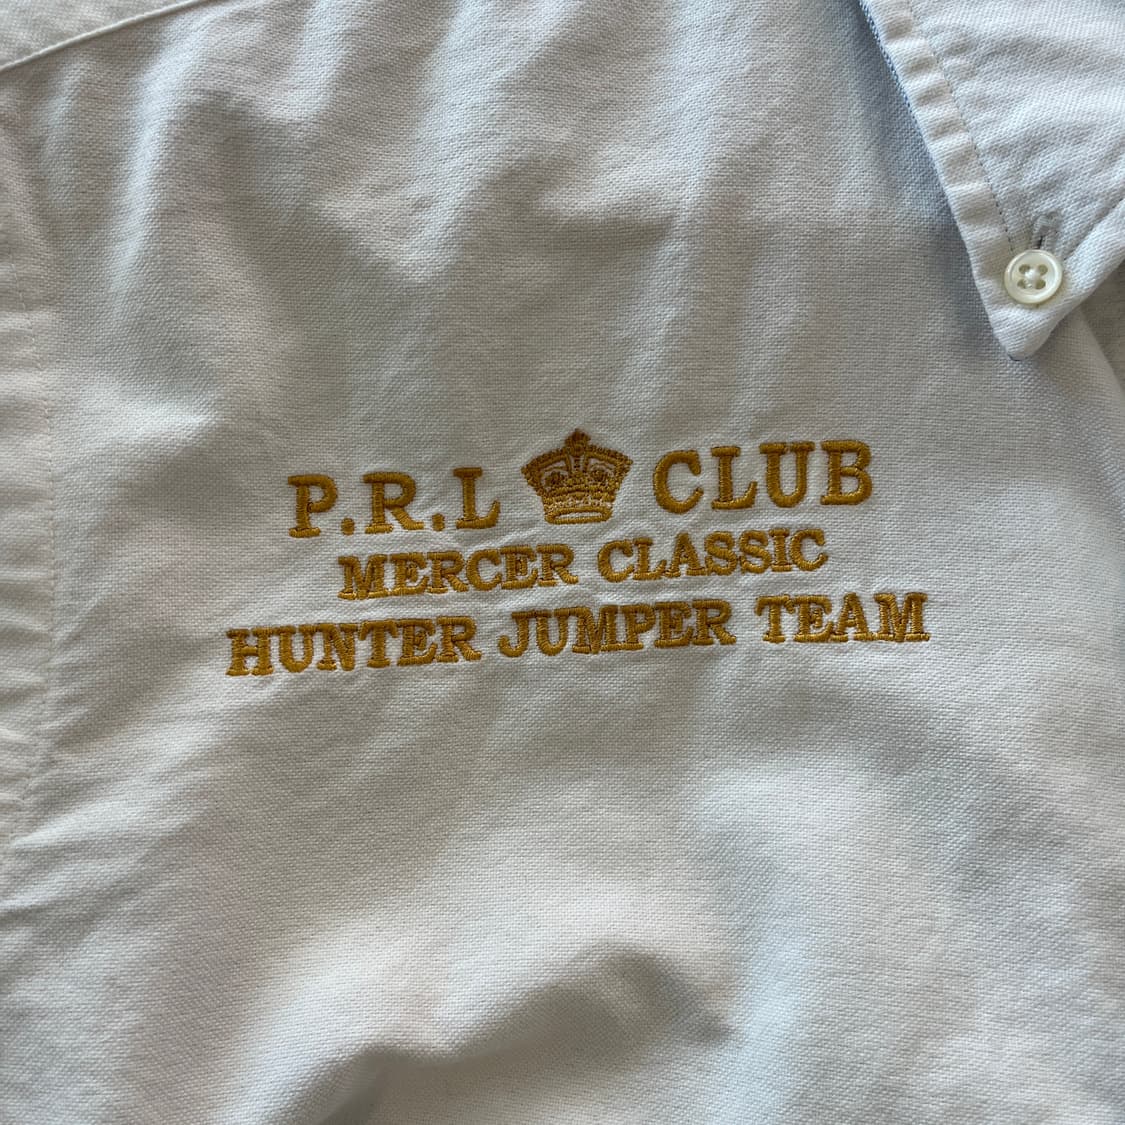 P.R.L CLUB
MERCER CLASSIC
HUNTER JUMPER TEAM